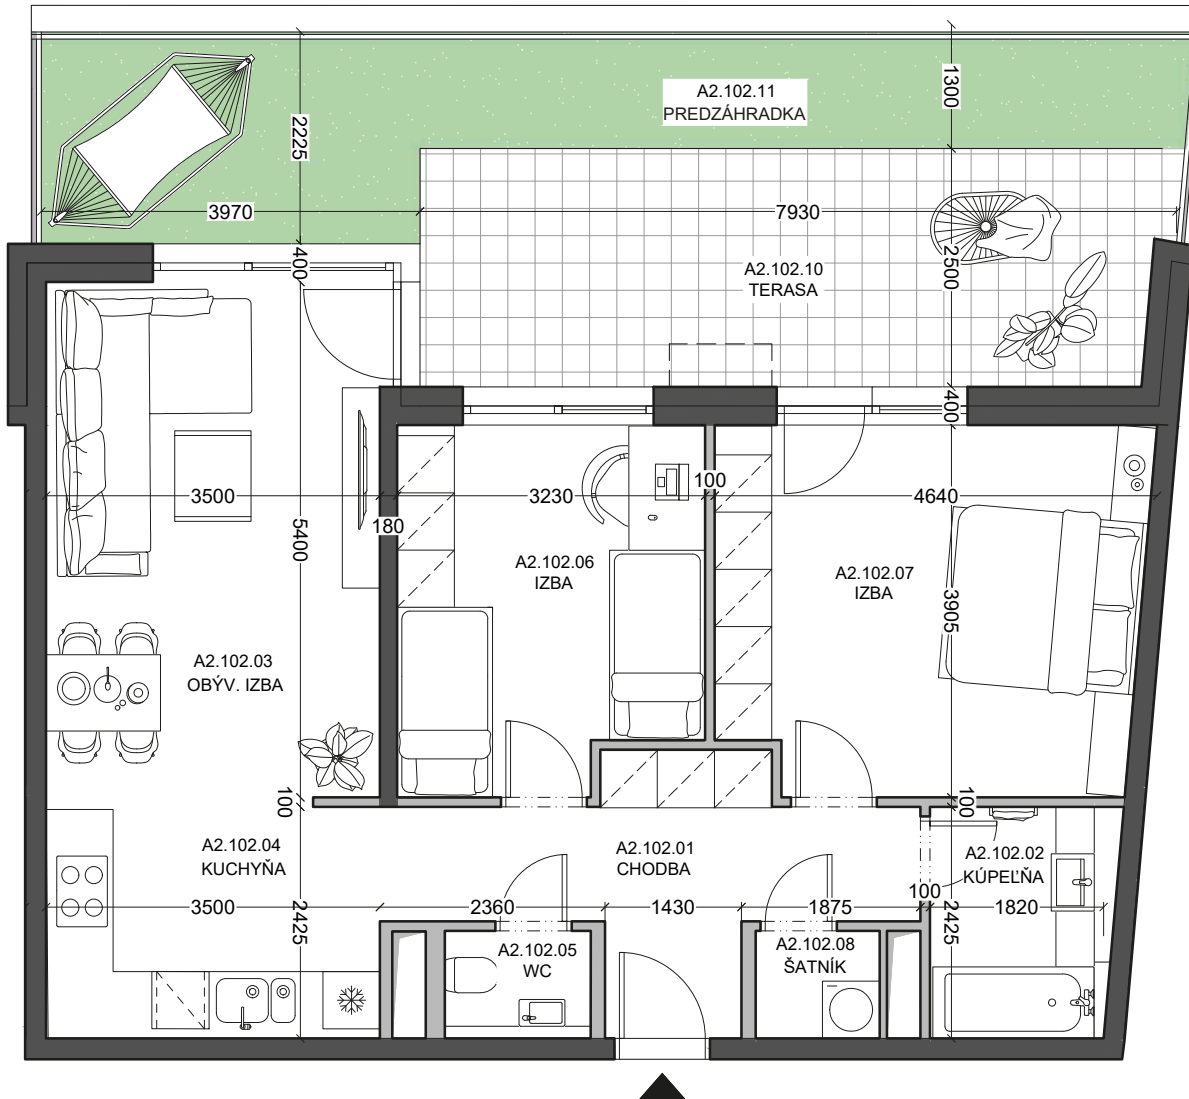 A2.102.11
PREDZÁHRADKA
1300
2225
3970
7930
A2.102.10
TERASA
2500
400
400
3500
180
3230
100
4640
5400
A2.102.06
IZBA
A2.102.07
IZBA
3905
A2.102.03
OBÝV. IZBA
100
100
A2.102.04
KUCHYŇA
A2.102.01
CHODBA
A2.102.02
KÚPEĽŇA
100
3500
2425
2360
1430
1875
2425
1820
A2.102.05
WC
A2.102.08
ŠATNÍK